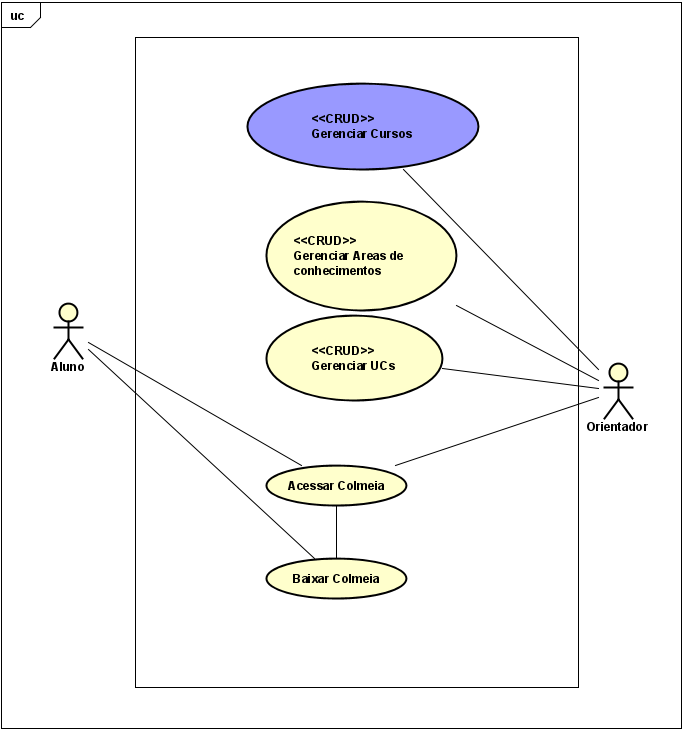 uc
<<CRUD>>
Gerenciar Cursos
<<CRUD>>
Gerenciar Areas de
conhecimentos
<<CRUD>>
Gerenciar UCs
Aluno
Orientador
Acessar Colmeia
Baixar Colmeia